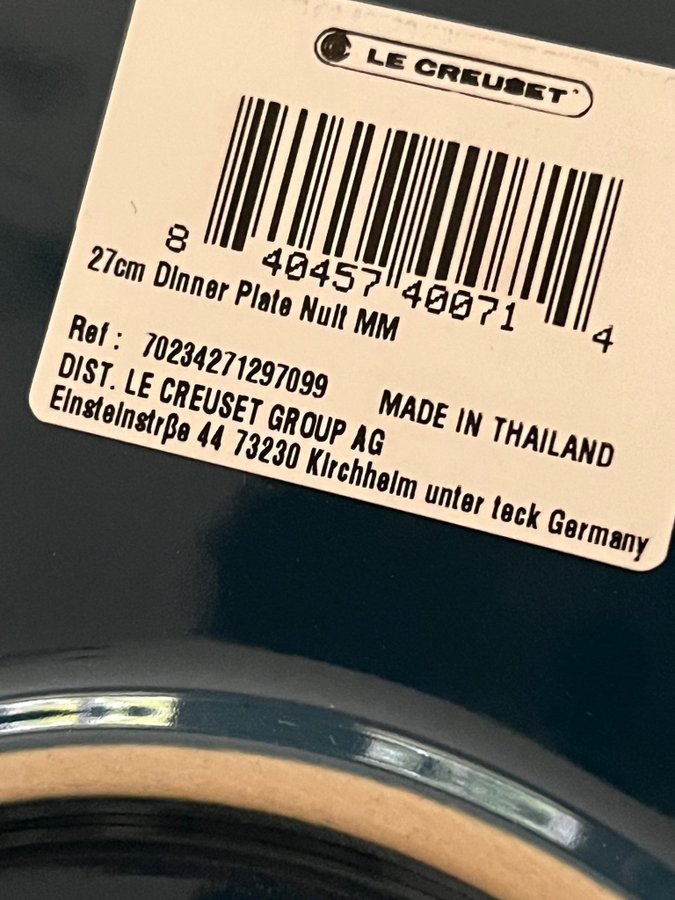 LE CREUSET
8 40457 40071 4
27cm Dinner Plate Nuit MM
Ref : 70234271297099 MADE IN THAILAND
DIST. LE CREUSET GROUP AG
Einsteinstrβe 44 73230 Kirchheim unter teck Germany